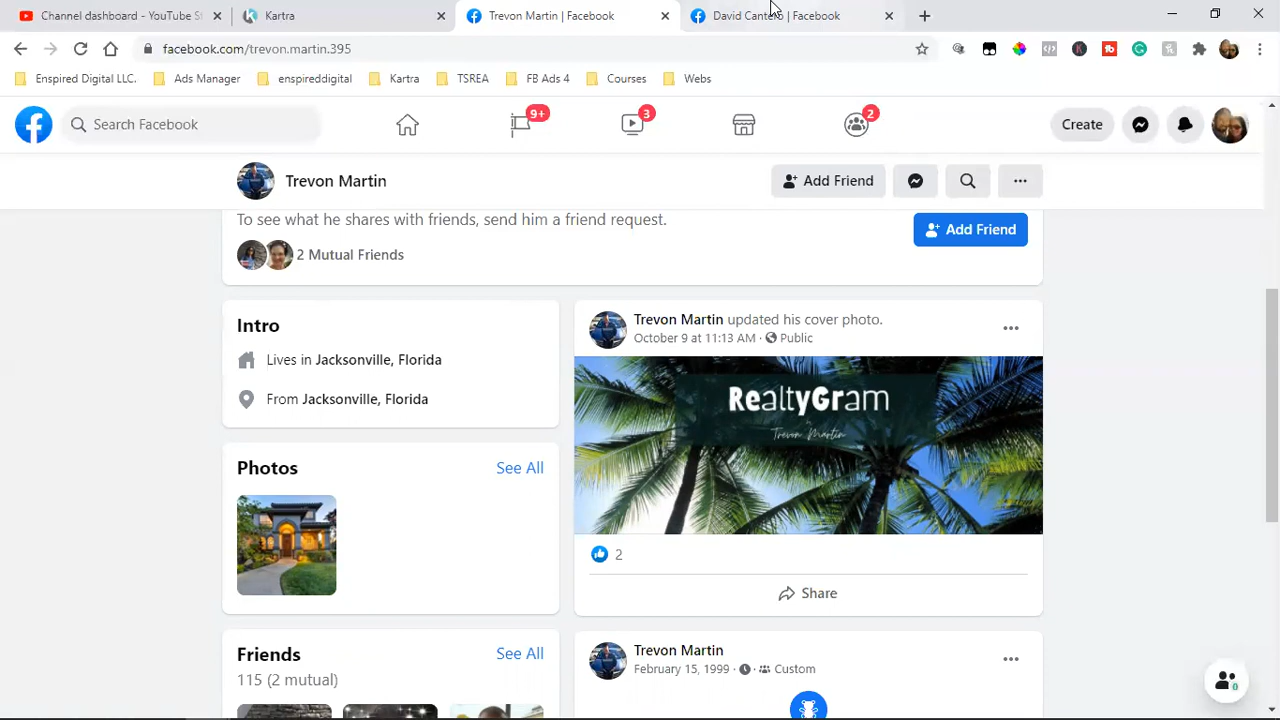 Channel dashboard - YouTube St
Kartra
Trevon Martin | Facebook
David Cant | Facebook
facebook.com/trevon.martin.395
Enspired Digital LLC.
Ads Manager
enspireddigital
Kartra
TSREA
FB Ads 4
Courses
Webs
Search Facebook
9+
3
2
Create
Trevon Martin
Add Friend
To see what he shares with friends, send him a friend request.
Add Friend
2 Mutual Friends
Intro
Lives in Jacksonville, Florida
From Jacksonville, Florida
Photos
See All
Friends
See All
115 (2 mutual)
Trevon Martin updated his cover photo.
October 9 at 11:13 AM · Public
RealtyGram
by
Trevon Martin
2
Share
Trevon Martin
February 15, 1999 · Custom
0